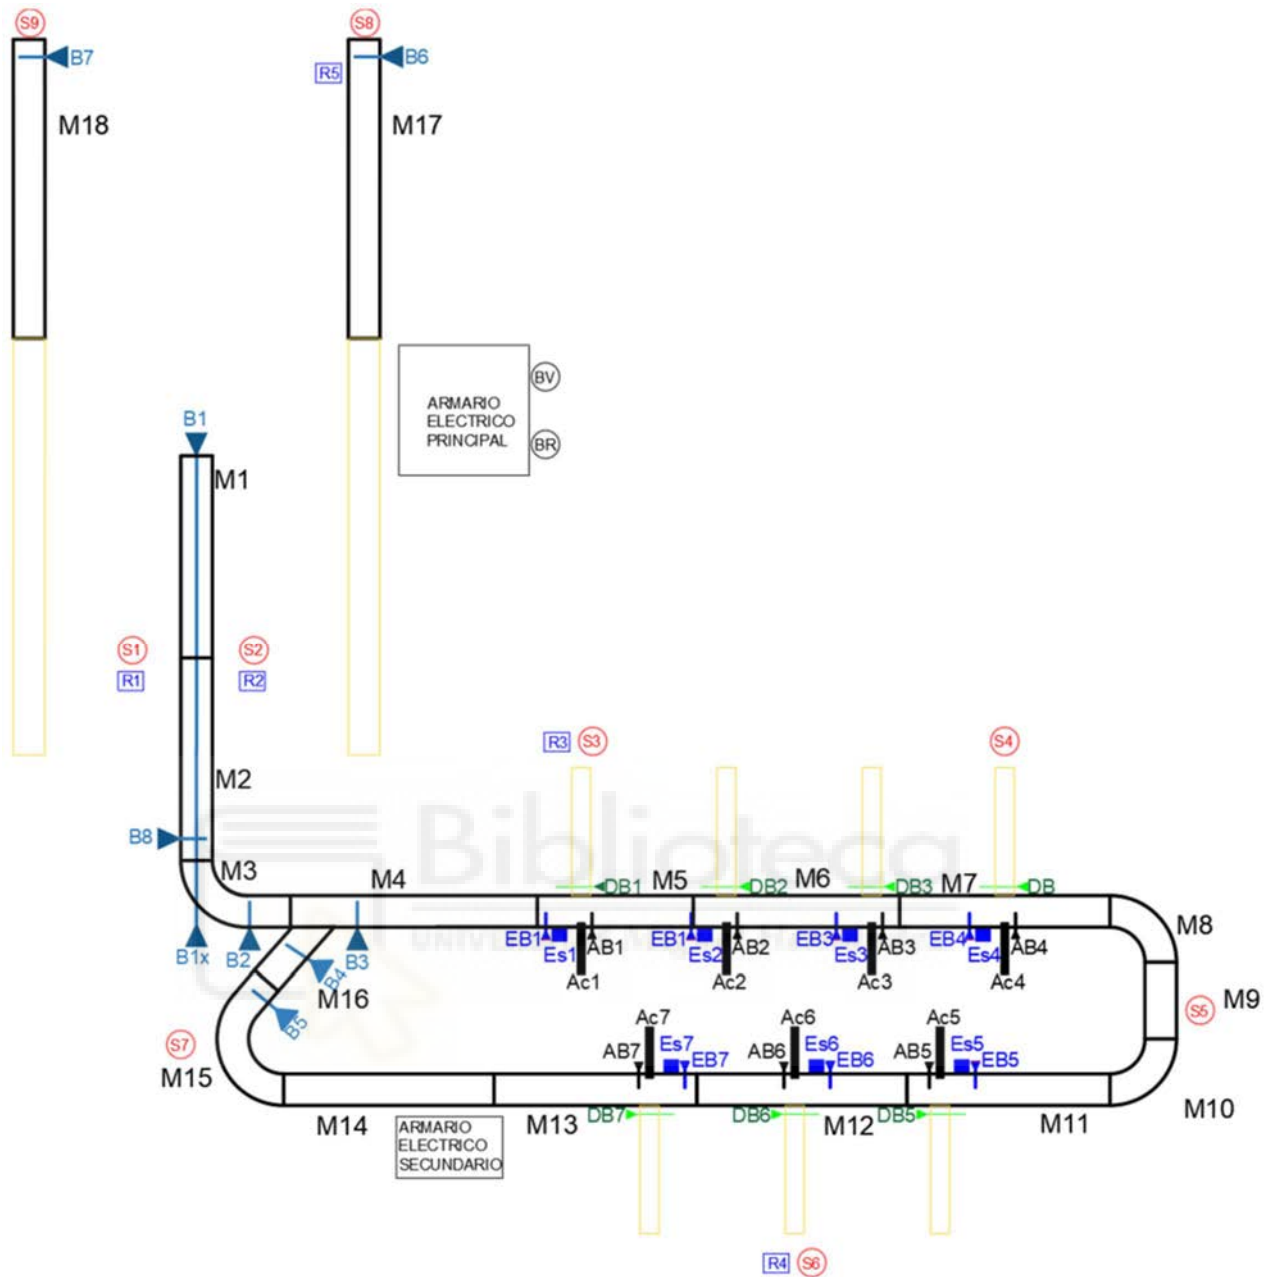 S9
S8
B7
B6
R5
M18
M17
BV
ARMARIO
ELECTRICO
PRINCIPAL
BR
B1
M1
S1
S2
R1
R2
R3
S3
S4
M2
B8
Biblioteca
M3
M4
DB1
M5
DB2
M6
DB3
M7
DB
M8
B1x
B2
B3
EB1
Es1
AB1
EB1
Es2
AB2
EB3
Es3
AB3
EB4
Es4
AB4
B4
Ac1
Ac2
Ac3
Ac4
M16
M9
S5
B5
S7
Ac7
Ac6
Ac5
AB7
Es7
EB7
AB6
Es6
EB6
AB5
Es5
EB5
M15
M10
M14
ARMARIO
ELECTRICO
SECUNDARIO
M13
DB7
DB6
M12
DB5
M11
R4
S6